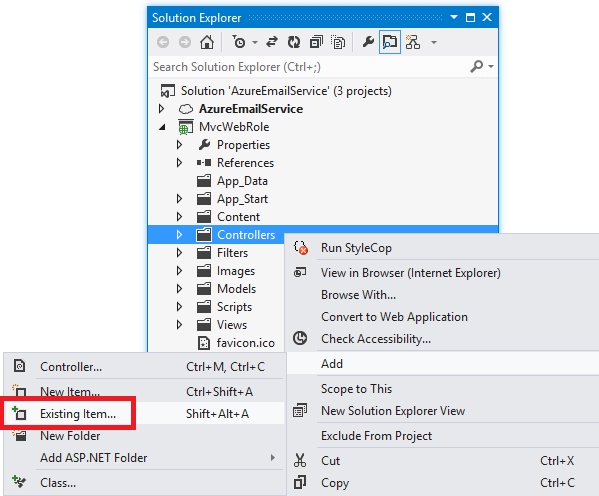 Solution Explorer
Search Solution Explorer (Ctrl+;)
Solution 'AzureEmailService' (3 projects)
AzureEmailService
MvcWebRole
Properties
References
App_Data
App_Start
Content
Controllers
Filters
Images
Models
Scripts
Views
favicon.ico
Run StyleCop
View in Browser (Internet Explorer)
Browse With...
Convert to Web Application
Check Accessibility...
Add
Scope to This
New Solution Explorer View
Exclude From Project
Cut Ctrl+X
Copy Ctrl+C
Controller... Ctrl+M, Ctrl+C
New Item... Ctrl+Shift+A
Existing Item... Shift+Alt+A
New Folder
Add ASP.NET Folder
Class...